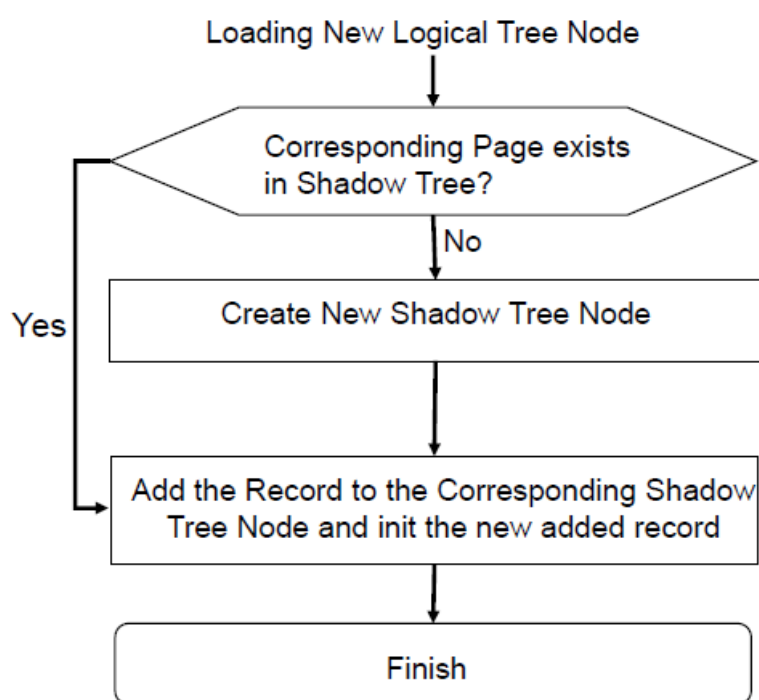 Loading New Logical Tree Node
Corresponding Page exists
in Shadow Tree?
No
Create New Shadow Tree Node
Yes
Add the Record to the Corresponding Shadow
Tree Node and init the new added record
Finish